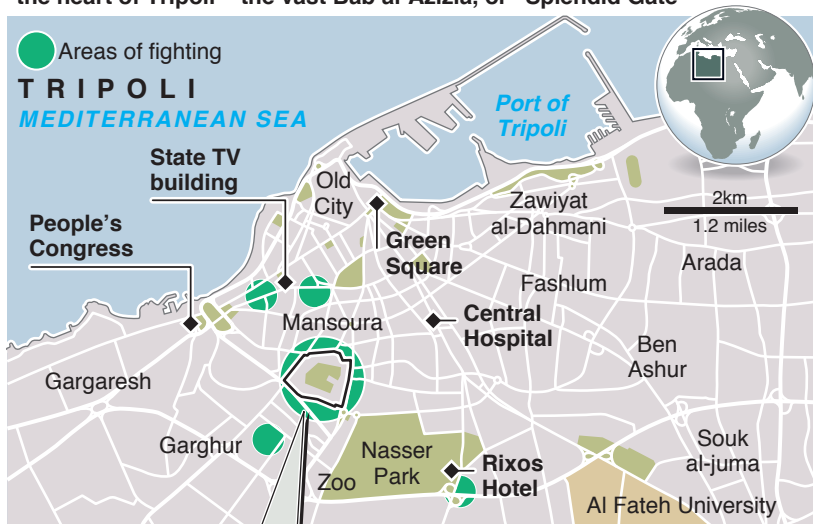 the heart of Tripoli – the vast Bab al-Azizia, or "Splendid Gate"
Areas of fighting
TRIPOLI
MEDITERRANEAN SEA
Port of
Tripoli
State TV
building
Old
City
People's
Congress
Green
Square
Zawiyat
al-Dahmani
2km
1.2 miles
Arada
Fashlum
Mansoura
Central
Hospital
Ben
Ashur
Gargaresh
Garghur
Nasser
Park
Zoo
Rixos
Hotel
Souk
al-juma
Al Fateh University